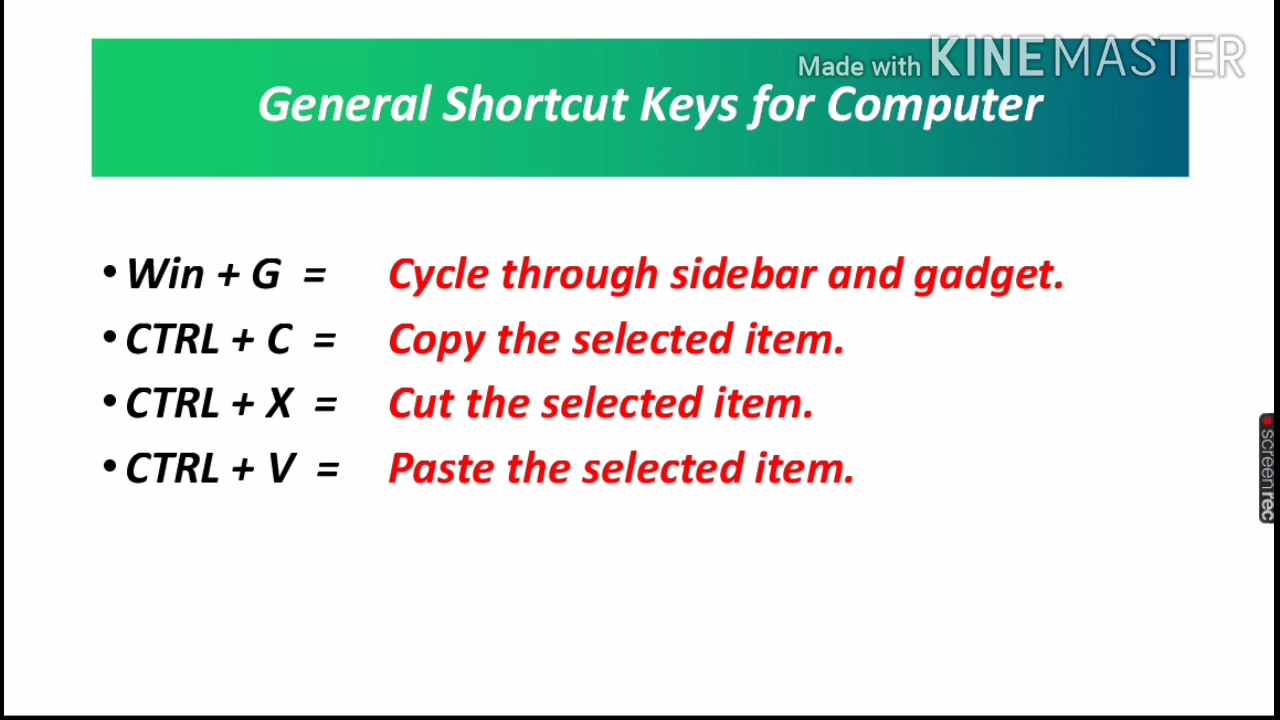 Made with KINEMASTER
General Shortcut Keys for Computer
• Win + G = Cycle through sidebar and gadget.
• CTRL + C = Copy the selected item.
• CTRL + X = Cut the selected item.
• CTRL + V = Paste the selected item.
screenrec